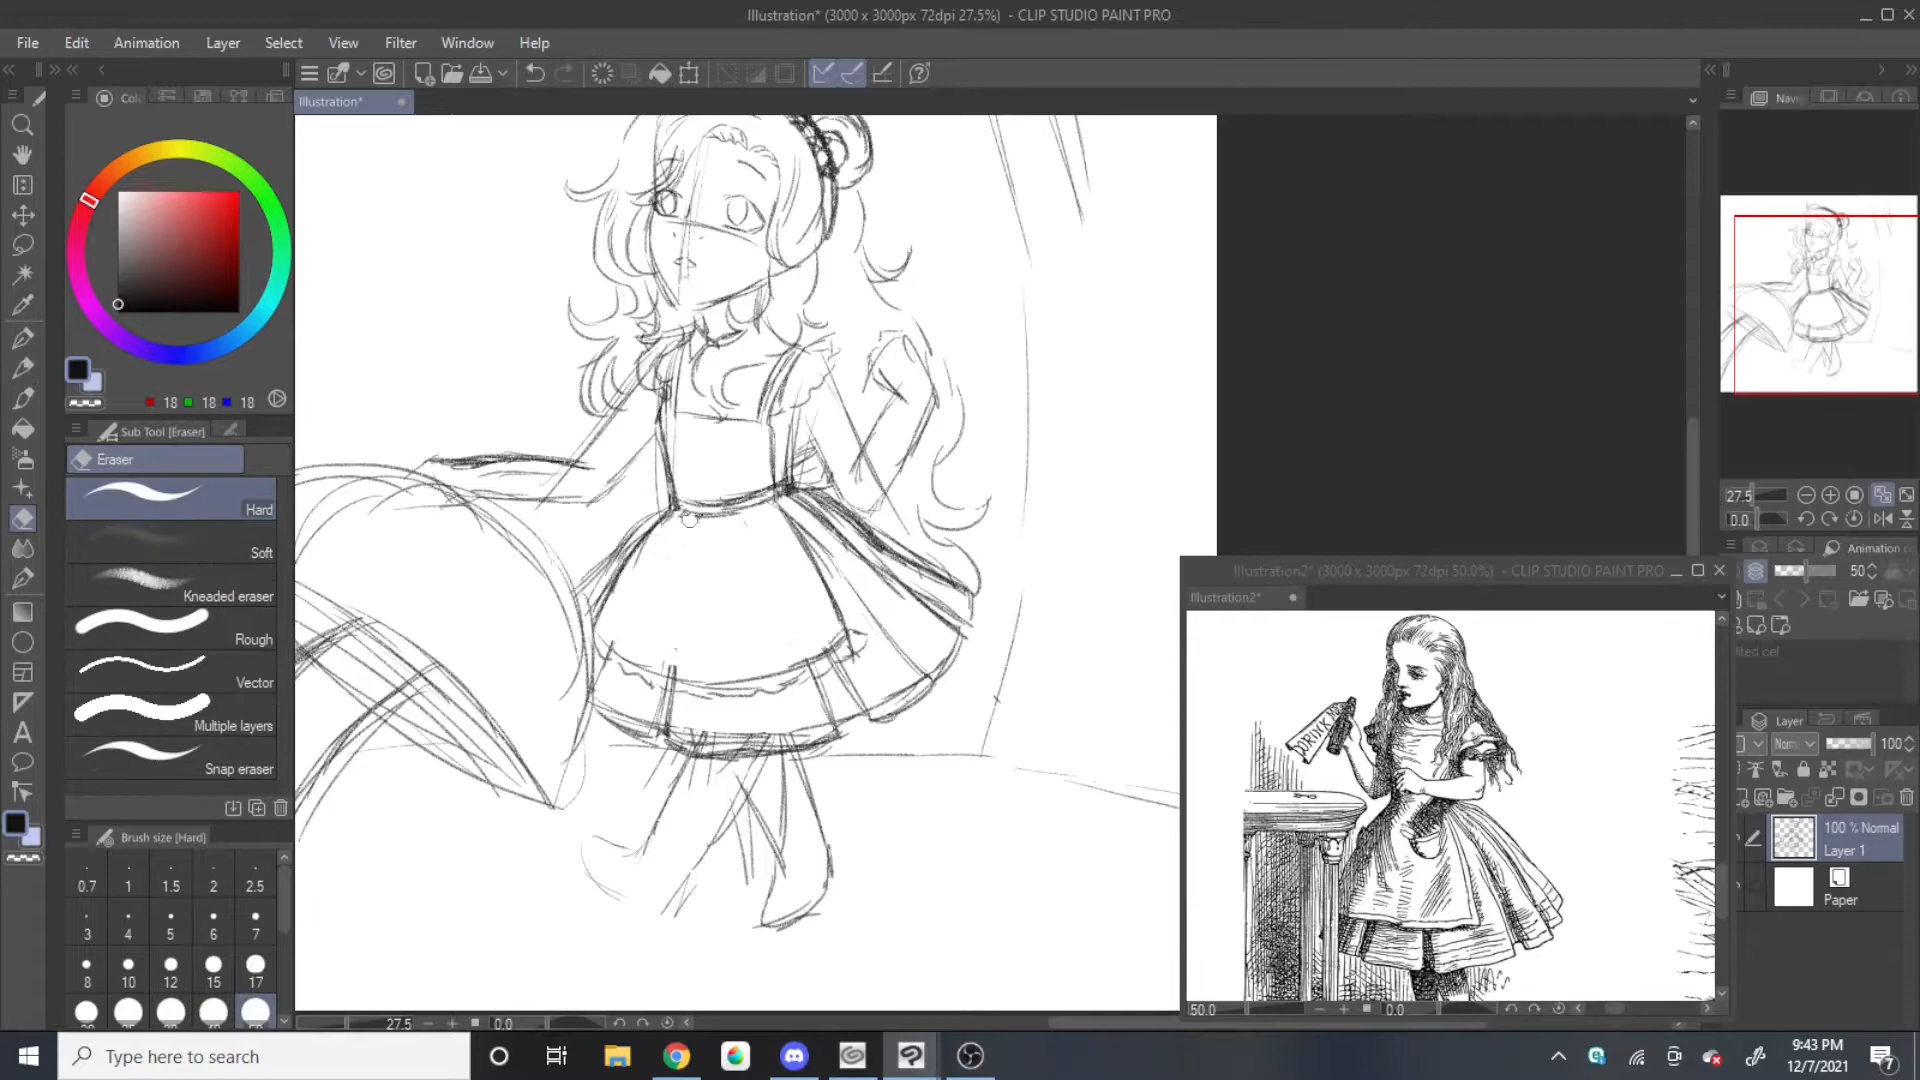 Illustration* (3000 x 3000px 72dpi 27.5%) - CLIP STUDIO PAINT PRO
File Edit Animation Layer Select View Filter Window Help
Illustration*
18 18 18
Sub Tool [Eraser]
Eraser
Hard
Soft
Kneaded eraser
Rough
Vector
Multiple layers
Snap eraser
Brush size [Hard]
0.7 1 1.5 2 2.5
3 4 5 6 7
8 10 12 15 17
27.5 0.0
27.5
0.0
Animation
50
Layer
100
100 % Normal
Layer 1
Paper
Illustration2* (3000 x 3000px 72dpi 50.0%) - CLIP STUDIO PAINT PRO
Illustration2*
DRINK
50.0 0.0
Type here to search
9:43 PM
12/7/2021
7